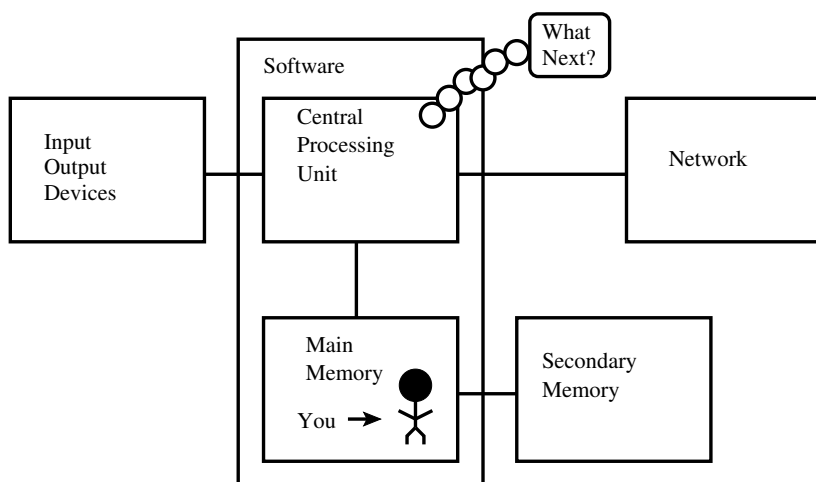 What
Next?
Software
Input
Output
Devices
Central
Processing
Unit
Network
Main
Memory
You
Secondary
Memory